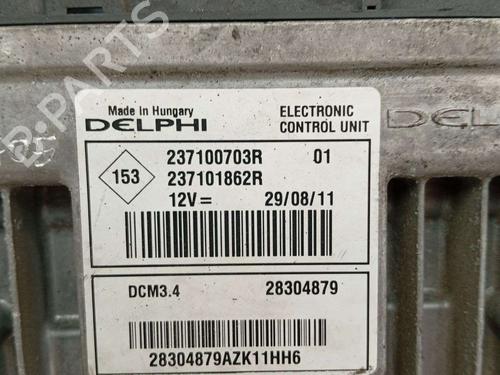 Made in Hungary
DELPHI
ELECTRONIC
CONTROL UNIT
153
237100703R 01
237101862R
12V= 29/08/11
DCM3.4 28304879
28304879AZK11HH6